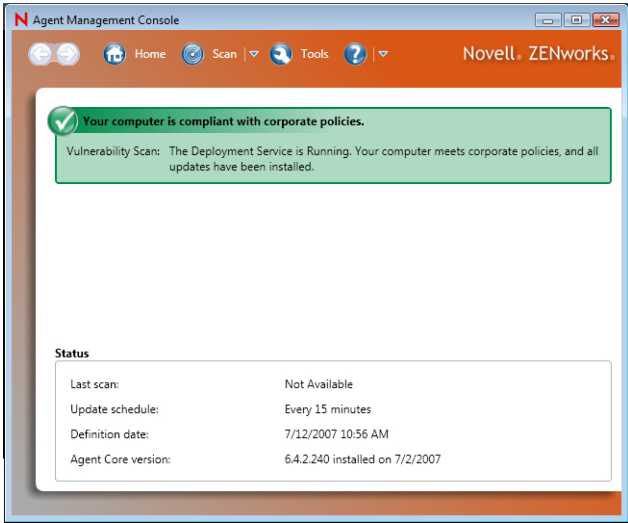 Agent Management Console
Home Scan Tools ? Novell. ZENworks.
Your computer is compliant with corporate policies.
Vulnerability Scan: The Deployment Service is Running. Your computer meets corporate policies, and all
updates have been installed.
Status
Last scan: Not Available
Update schedule: Every 15 minutes
Definition date: 7/12/2007 10:56 AM
Agent Core version: 6.4.2.240 installed on 7/2/2007